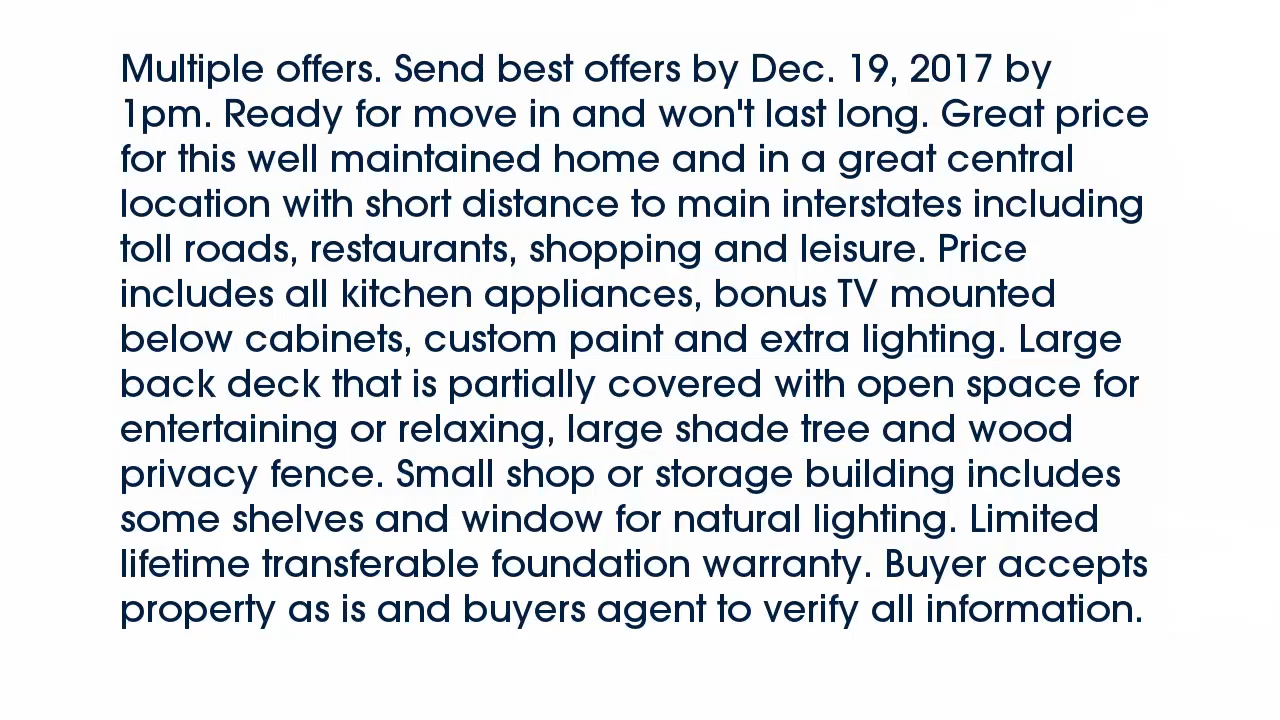 Multiple offers. Send best offers by Dec. 19, 2017 by
1pm. Ready for move in and won't last long. Great price
for this well maintained home and in a great central
location with short distance to main interstates including
toll roads, restaurants, shopping and leisure. Price
includes all kitchen appliances, bonus TV mounted
below cabinets, custom paint and extra lighting. Large
back deck that is partially covered with open space for
entertaining or relaxing, large shade tree and wood
privacy fence. Small shop or storage building includes
some shelves and window for natural lighting. Limited
lifetime transferable foundation warranty. Buyer accepts
property as is and buyers agent to verify all information.